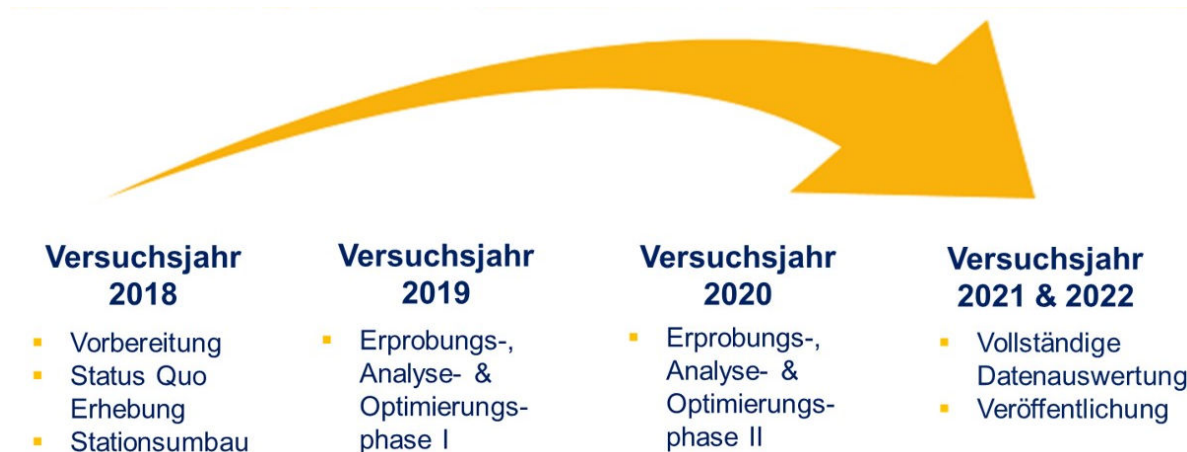 Versuchsjahr
2018
▪ Vorbereitung
▪ Status Quo
Erhebung
▪ Stationsumbau
Versuchsjahr
2019
▪ Erprobungs-,
Analyse- &
Optimierungs-
phase I
Versuchsjahr
2020
▪ Erprobungs-,
Analyse- &
Optimierungs-
phase II
Versuchsjahr
2021 & 2022
▪ Vollständige
Datenauswertung
▪ Veröffentlichung